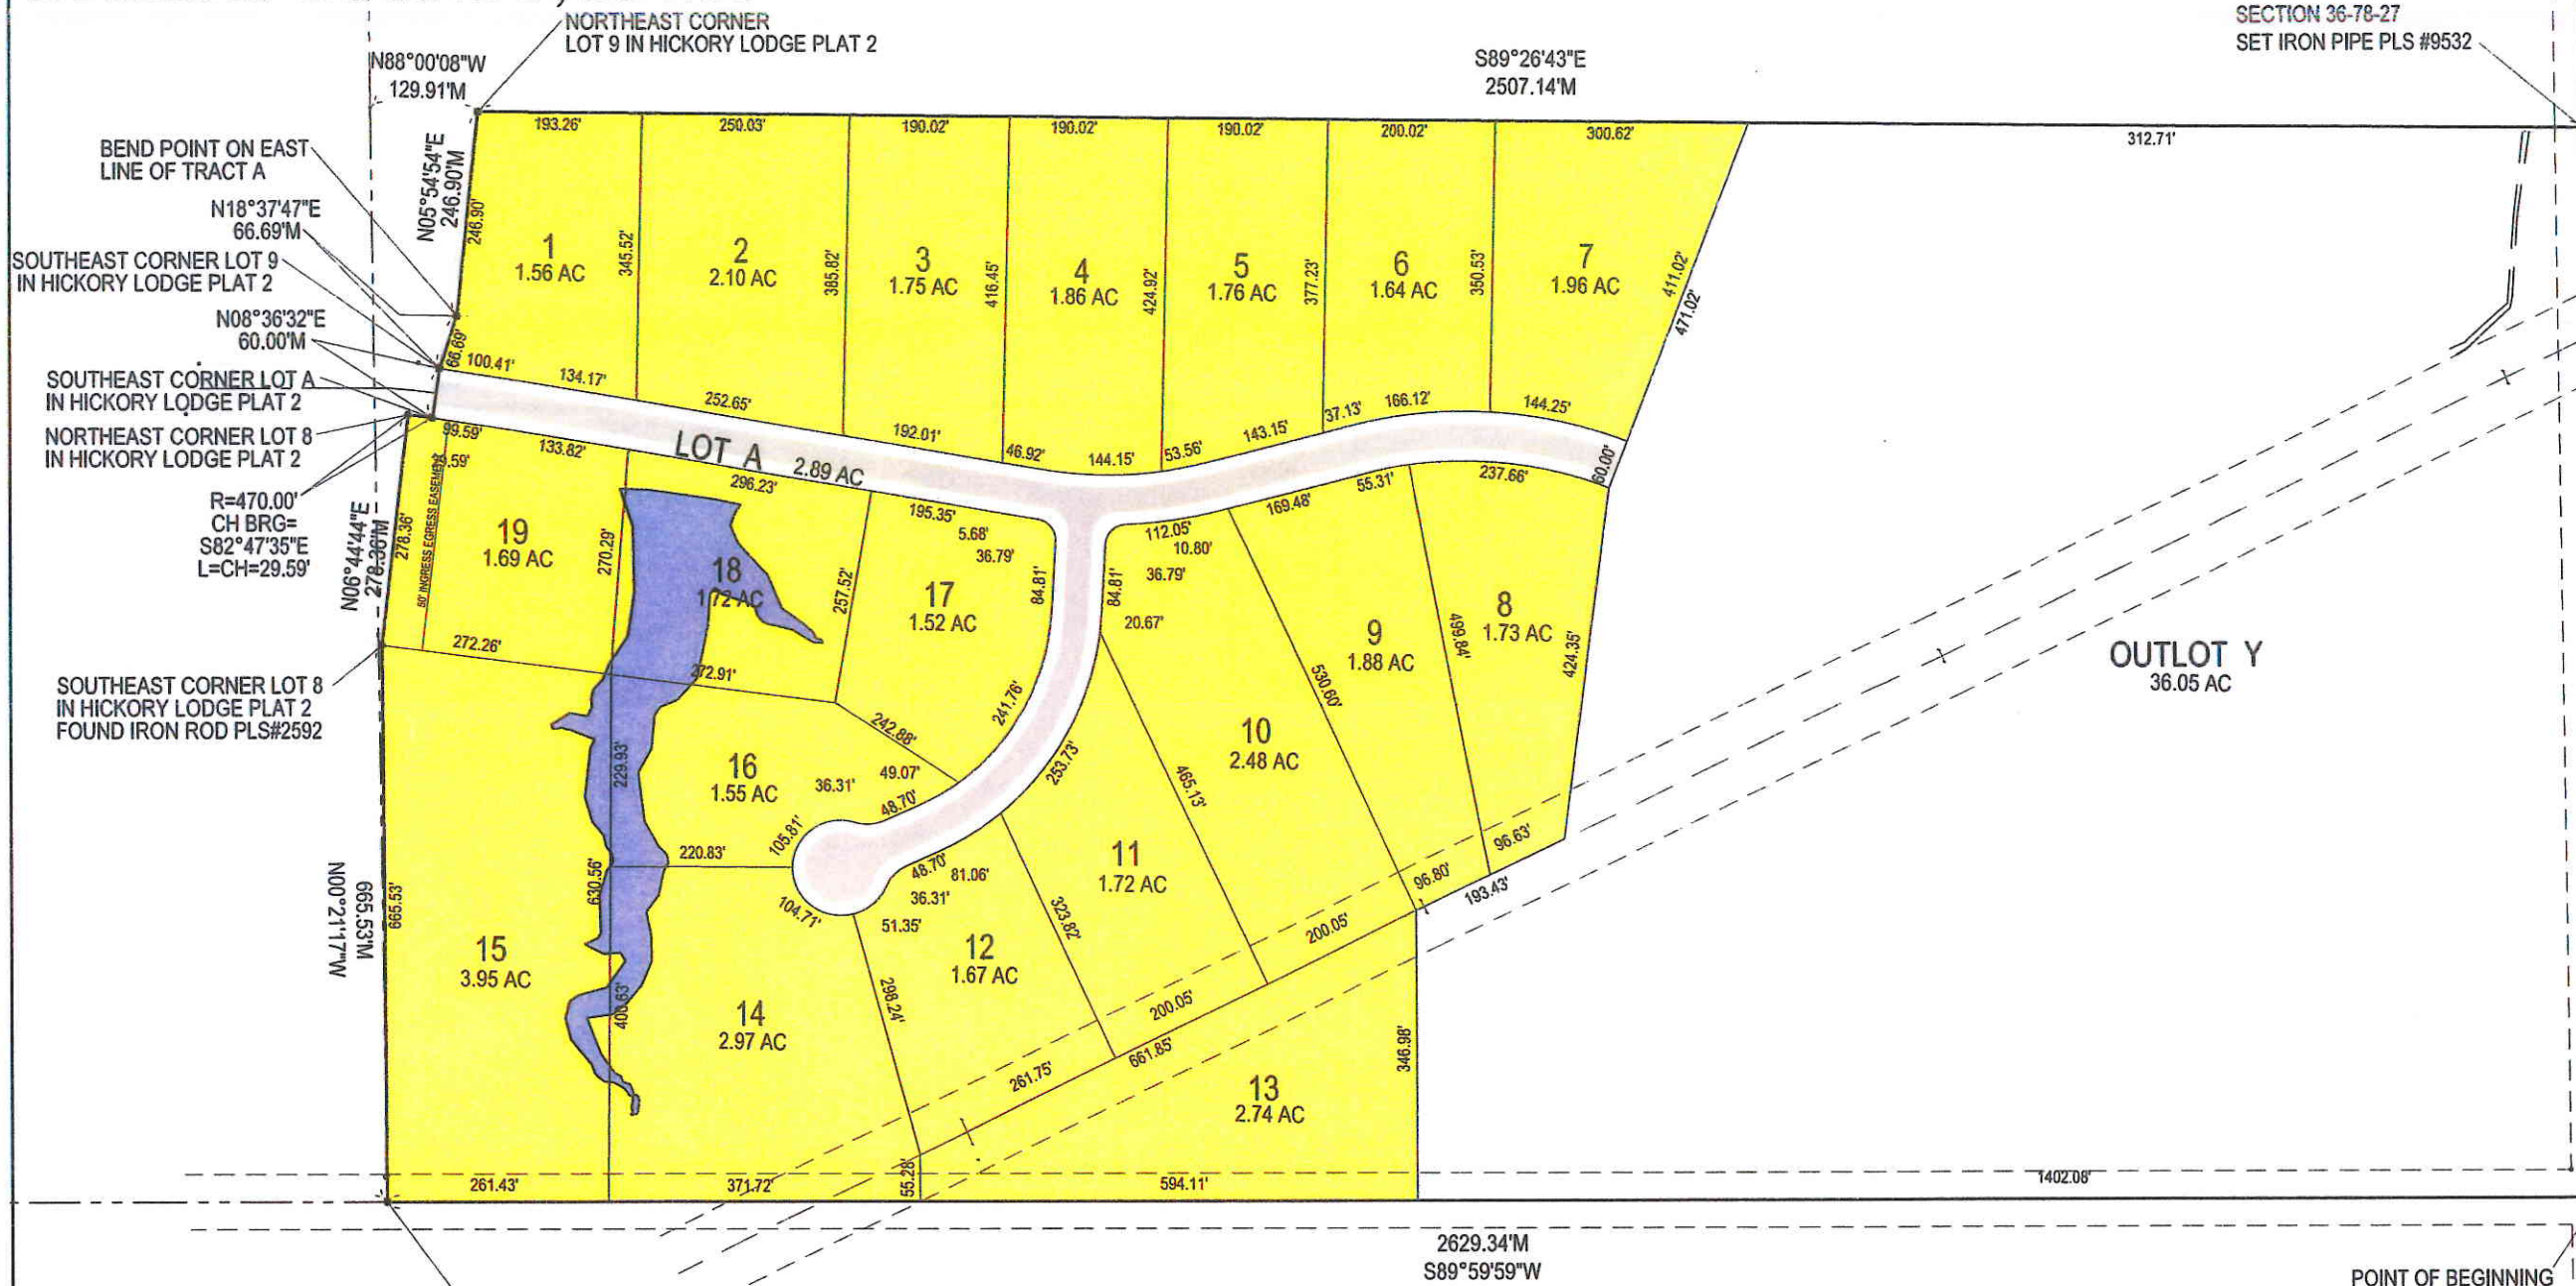 NORTHEAST CORNER
LOT 9 IN HICKORY LODGE PLAT 2
SECTION 36-78-27
SET IRON PIPE PLS #9532
N88°00'08"W
129.91'M
S89°26'43"E
2507.14'M
193.26'
250.03'
190.02'
190.02'
190.02'
200.02'
300.62'
312.71'
BEND POINT ON EAST
LINE OF TRACT A
N05°54'54"E
246.90'M
246.90'
N18°37'47"E
66.69'M
SOUTHEAST CORNER LOT 9
IN HICKORY LODGE PLAT 2
N08°36'32"E
60.00'M
SOUTHEAST CORNER LOT A
IN HICKORY LODGE PLAT 2
NORTHEAST CORNER LOT 8
IN HICKORY LODGE PLAT 2
R=470.00'
CH BRG=
S82°47'35"E
L=CH=29.59'
N06°44'44"E
278.36'M
278.36'
SOUTHEAST CORNER LOT 8
IN HICKORY LODGE PLAT 2
FOUND IRON ROD PLS#2592
N00°21'17"W
665.53'M
665.53'
1
1.56 AC
345.52'
2
2.10 AC
385.82'
3
1.75 AC
416.45'
4
1.86 AC
424.92'
5
1.76 AC
377.23'
6
1.64 AC
350.53'
7
1.96 AC
411.02'
471.02'
66.69'
100.41'
134.17'
252.65'
192.01'
46.92'
144.15'
53.56'
143.15'
37.13'
166.12'
144.25'
60.00'
LOT A
2.89 AC
99.59'
133.82'
296.23'
195.35'
5.68'
36.79'
84.81'
84.81'
112.05'
10.80'
36.79'
20.67'
169.48'
55.31'
237.66'
50' INGRESS EGRESS EASEMENT
19
1.69 AC
270.29'
18
1.72 AC
257.52'
17
1.52 AC
241.76'
272.26'
272.91'
242.88'
16
1.55 AC
36.31'
49.07'
48.70'
105.81'
229.93'
220.83'
253.73'
8
1.73 AC
424.35'
9
1.88 AC
499.84'
10
2.48 AC
530.60'
465.13'
11
1.72 AC
323.82'
12
1.67 AC
48.70'
81.06'
36.31'
51.35'
104.71'
298.24'
13
2.74 AC
346.98'
14
2.97 AC
400.63'
15
3.95 AC
630.56'
96.63'
96.80'
193.43'
200.05'
200.05'
661.85'
261.75'
OUTLOT Y
36.05 AC
261.43'
371.72'
55.28'
594.11'
1402.08'
2629.34'M
S89°59'59"W
POINT OF BEGINNING